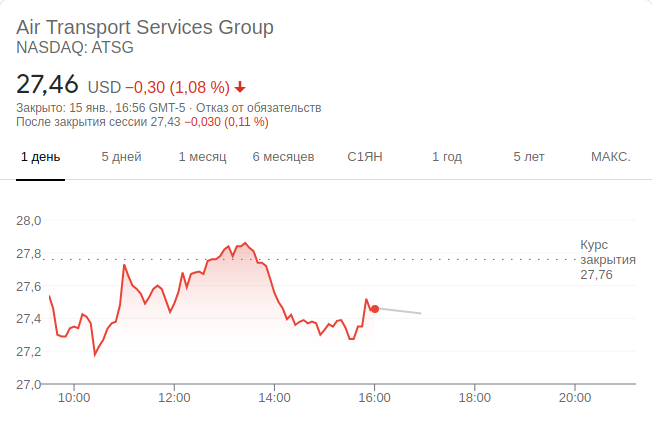 Air Transport Services Group
NASDAQ: ATSG
27,46 USD −0,30 (1,08 %)
Закрыто: 15 янв., 16:56 GMT-5 · Отказ от обязательств
После закрытия сессии 27,43 −0,030 (0,11 %)
1 день 5 дней 1 месяц 6 месяцев С1ЯН 1 год 5 лет МАКС.
28,0
27,8
27,6
27,4
27,2
27,0
Курс
закрытия
27,76
10:00 12:00 14:00 16:00 18:00 20:00